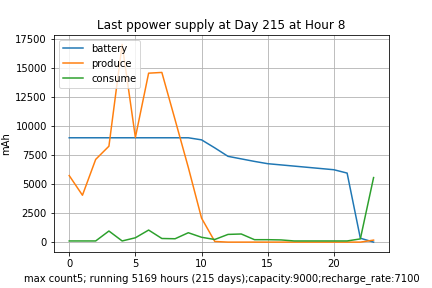 Last ppower supply at Day 215 at Hour 8
17500
15000
12500
10000
7500
5000
2500
0
mAh
battery
produce
consume
0 5 10 15 20
max count5; running 5169 hours (215 days);capacity:9000;recharge_rate:7100